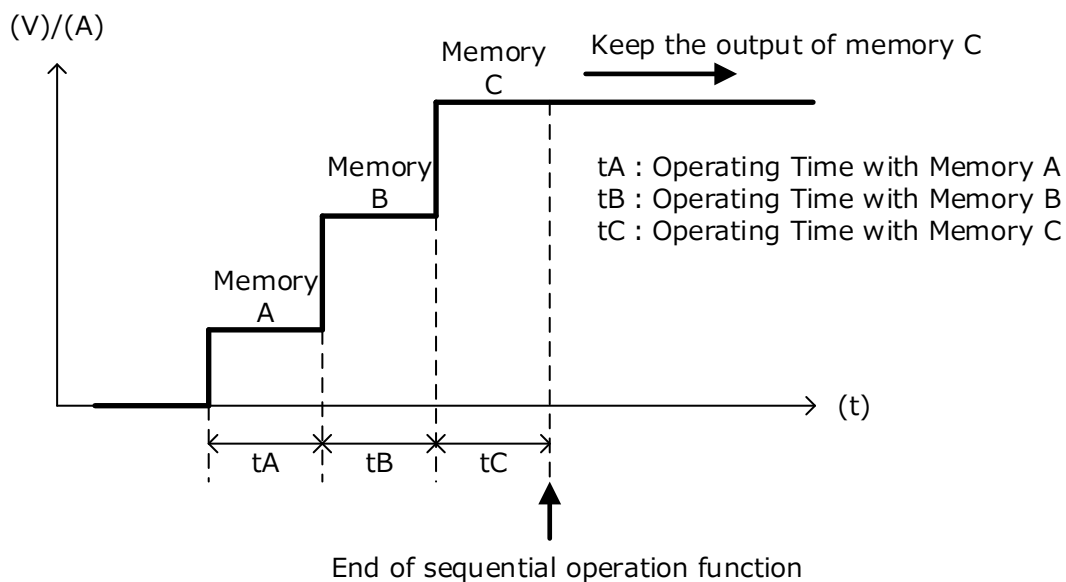 (V)/(A)
Memory
C
Keep the output of memory C
Memory
B
tA : Operating Time with Memory A
tB : Operating Time with Memory B
tC : Operating Time with Memory C
Memory
A
(t)
tA
tB
tC
End of sequential operation function